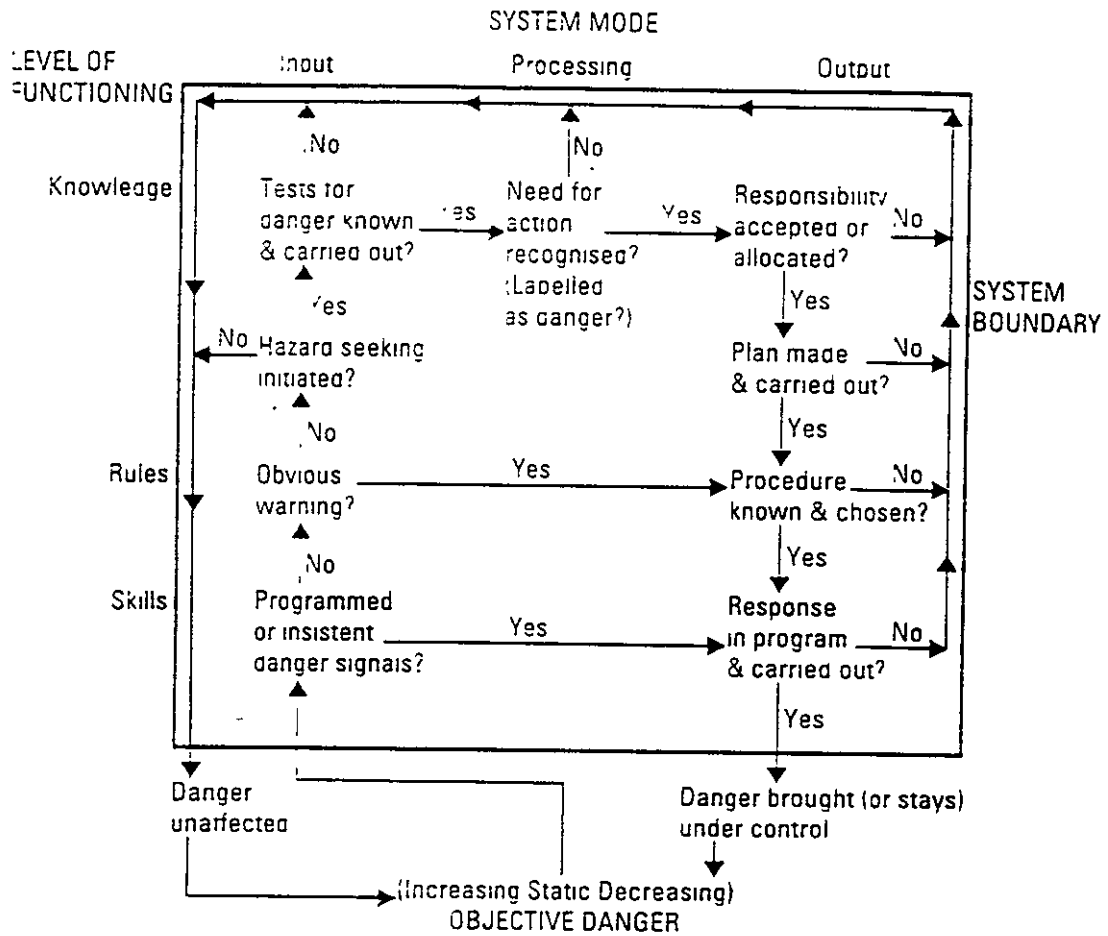 SYSTEM MODE
LEVEL OF
FUNCTIONING
Input
Processing
Output
No
No
Knowledge
Tests for
danger known
& carried out?
Yes
Need for
action
recognised?
(Labelled
as danger?)
Yes
Responsibility
accepted or
allocated?
No
Yes
Yes
SYSTEM
BOUNDARY
No
Hazard seeking
initiated?
Plan made
& carried out?
No
No
Yes
Rules
Obvious
warning?
Yes
Procedure
known & chosen?
No
No
Yes
Skills
Programmed
or insistent
danger signals?
Yes
Response
in program
& carried out?
No
Yes
Danger
unaffected
Danger brought (or stays)
under control
(Increasing Static Decreasing)
OBJECTIVE DANGER